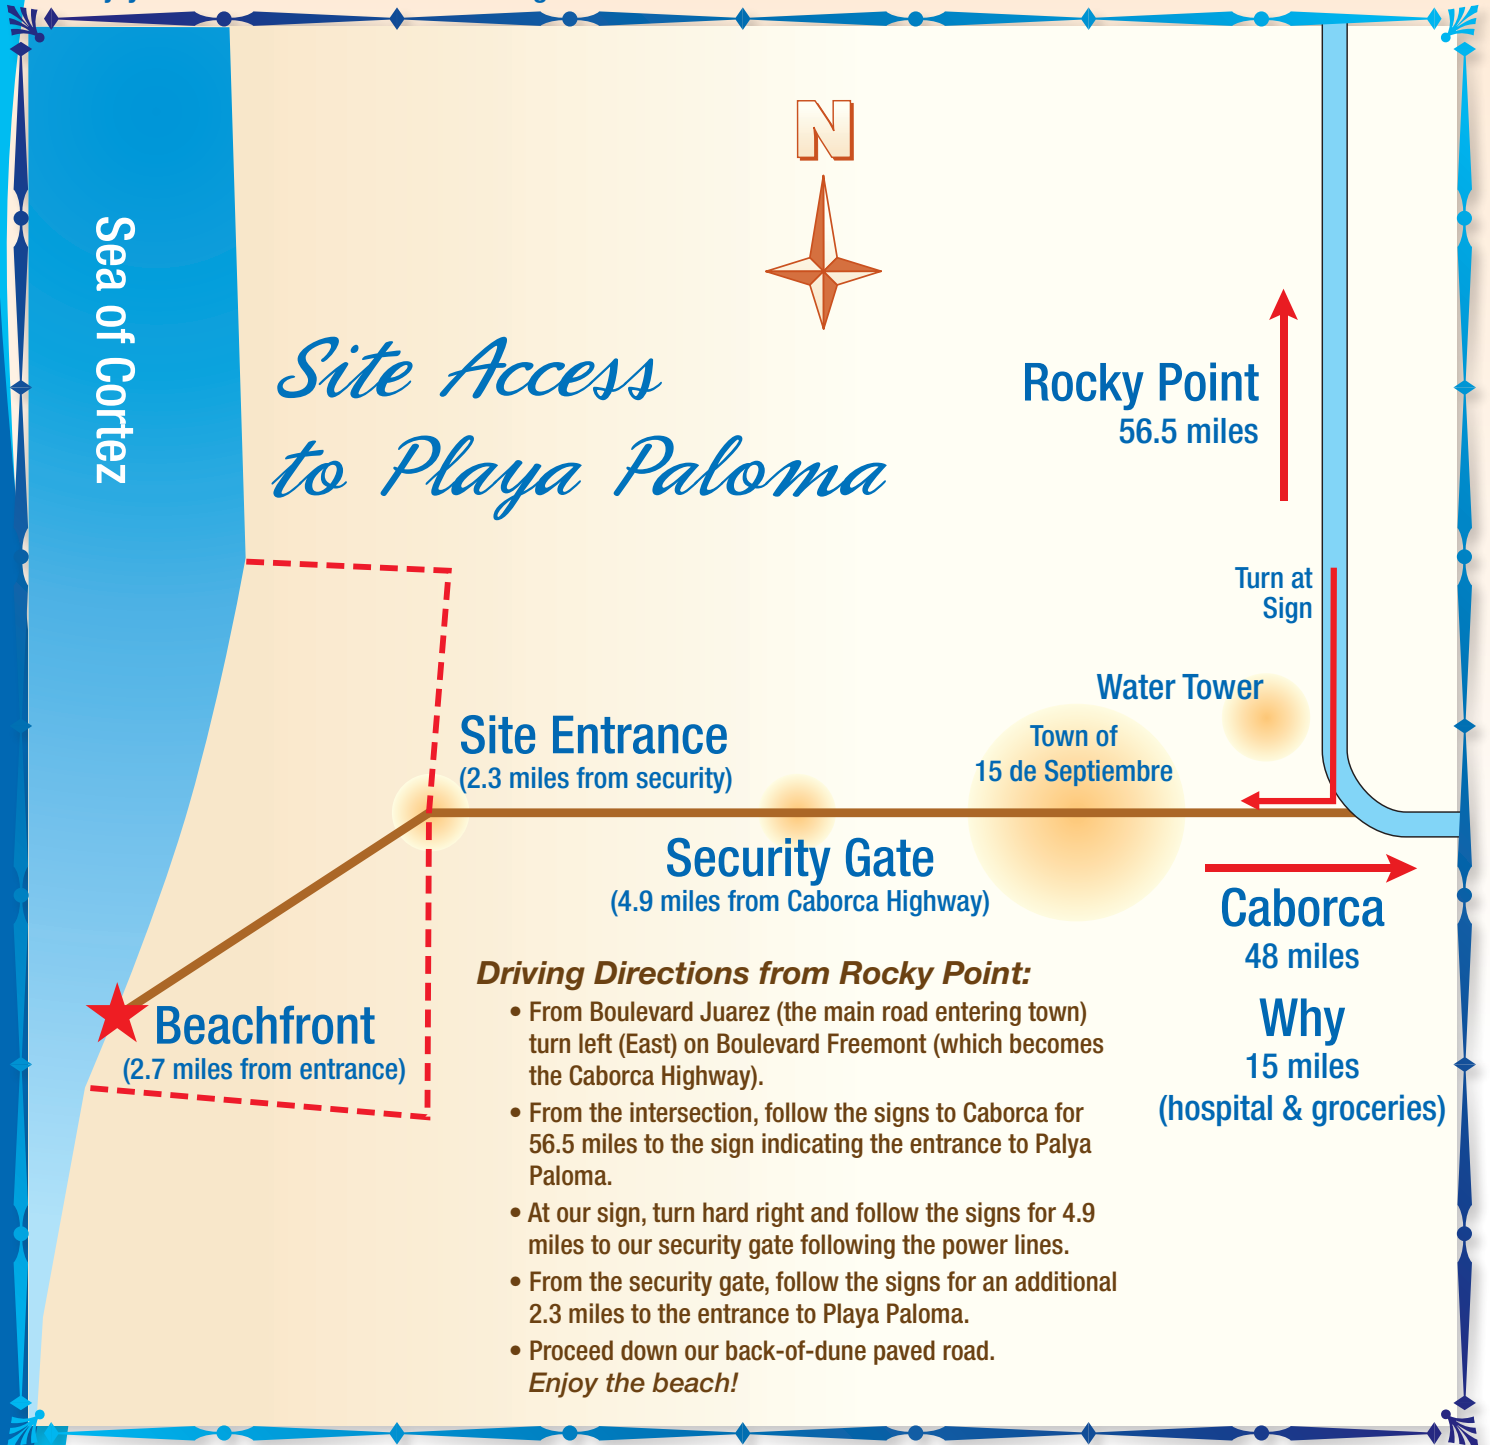 N
Sea of Cortez
Site Access
to Playa Paloma
Rocky Point
56.5 miles
Turn at
Sign
Water Tower
Town of
15 de Septiembre
Site Entrance
(2.3 miles from security)
Security Gate
(4.9 miles from Caborca Highway)
Caborca
48 miles
Why
15 miles
(hospital & groceries)
Beachfront
(2.7 miles from entrance)
Driving Directions from Rocky Point:
• From Boulevard Juarez (the main road entering town)
turn left (East) on Boulevard Freemont (which becomes
the Caborca Highway).
• From the intersection, follow the signs to Caborca for
56.5 miles to the sign indicating the entrance to Palya
Paloma.
• At our sign, turn hard right and follow the signs for 4.9
miles to our security gate following the power lines.
• From the security gate, follow the signs for an additional
2.3 miles to the entrance to Playa Paloma.
• Proceed down our back-of-dune paved road.
Enjoy the beach!